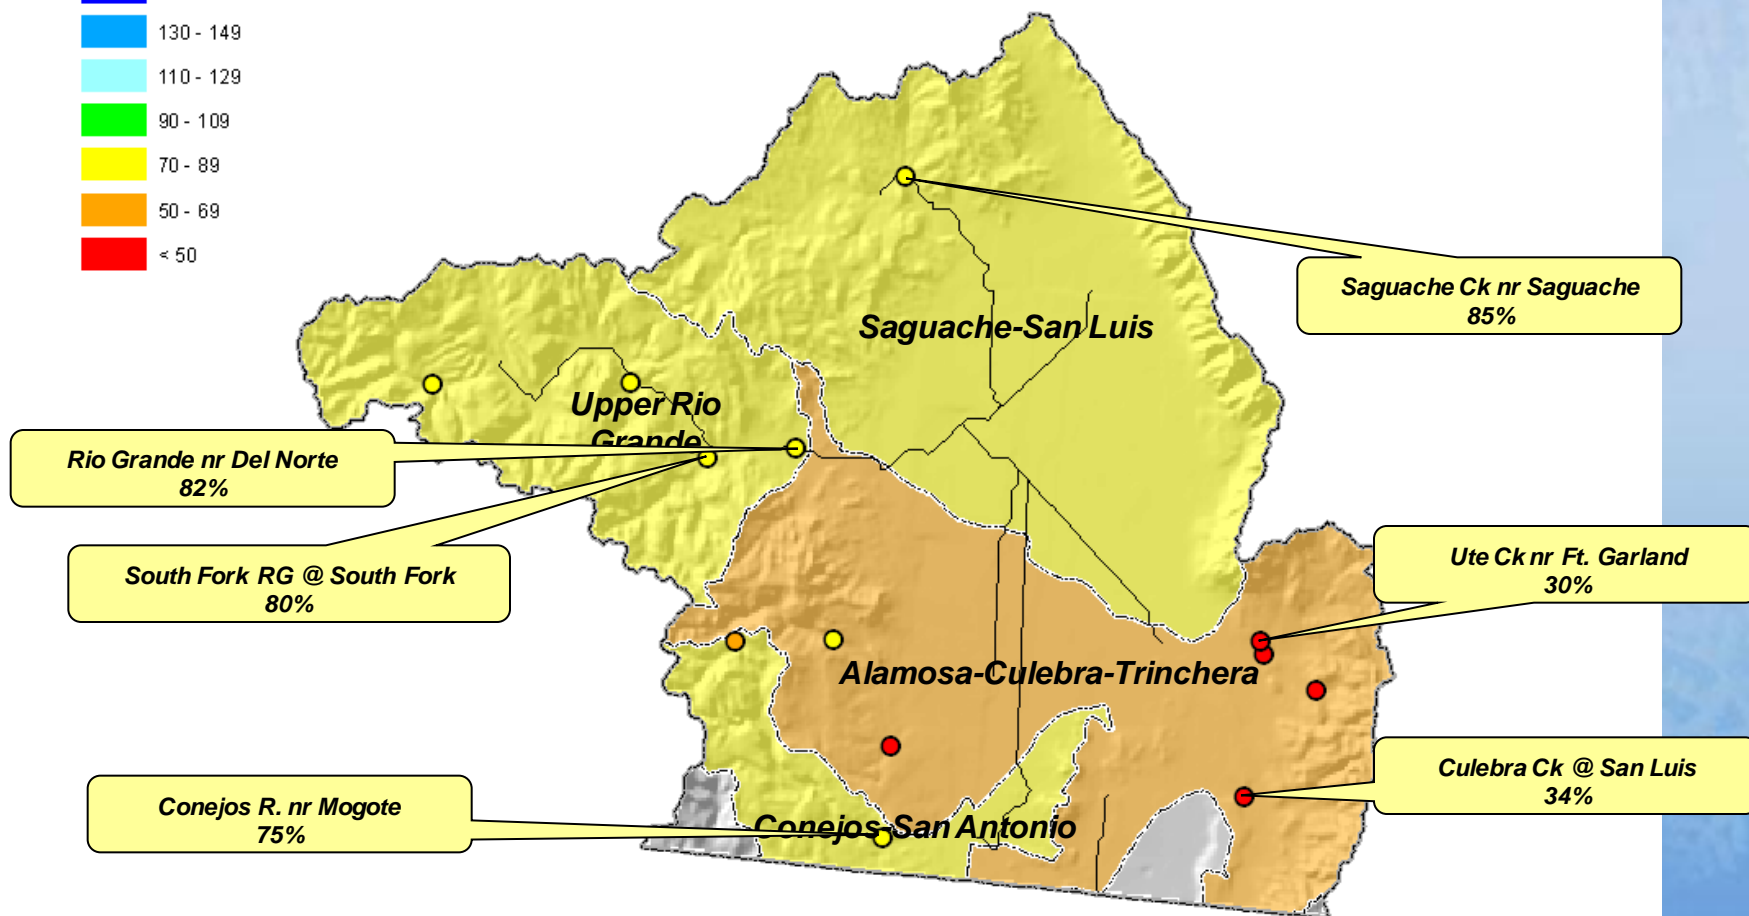 130 - 149
110 - 129
90 - 109
70 - 89
50 - 69
< 50
Saguache Ck nr Saguache
85%
Saguache-San Luis
Upper Rio
Grande
Rio Grande nr Del Norte
82%
South Fork RG @ South Fork
80%
Ute Ck nr Ft. Garland
30%
Alamosa-Culebra-Trinchera
Culebra Ck @ San Luis
34%
Conejos R. nr Mogote
75%
Conejos-San Antonio